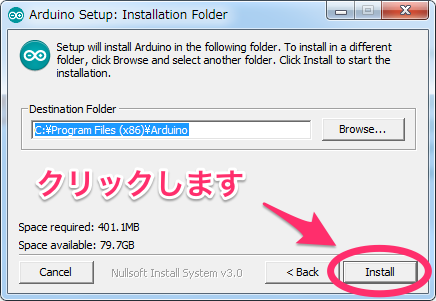 Arduino Setup: Installation Folder
Setup will install Arduino in the following folder. To install in a different
folder, click Browse and select another folder. Click Install to start the
installation.
Destination Folder
C:¥Program Files (x86)¥Arduino
Browse...
クリックします
Space required: 401.1MB
Space available: 79.7GB
Cancel
Nullsoft Install System v3.0
< Back
Install